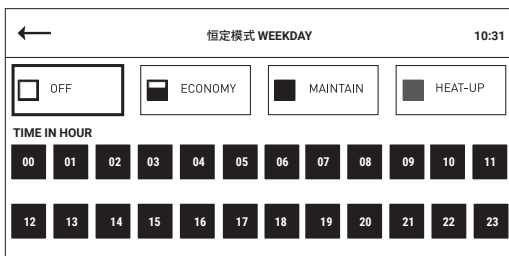 恒定模式 WEEKDAY 10:31
OFF ECONOMY MAINTAIN HEAT-UP
TIME IN HOUR
00 01 02 03 04 05 06 07 08 09 10 11
12 13 14 15 16 17 18 19 20 21 22 23